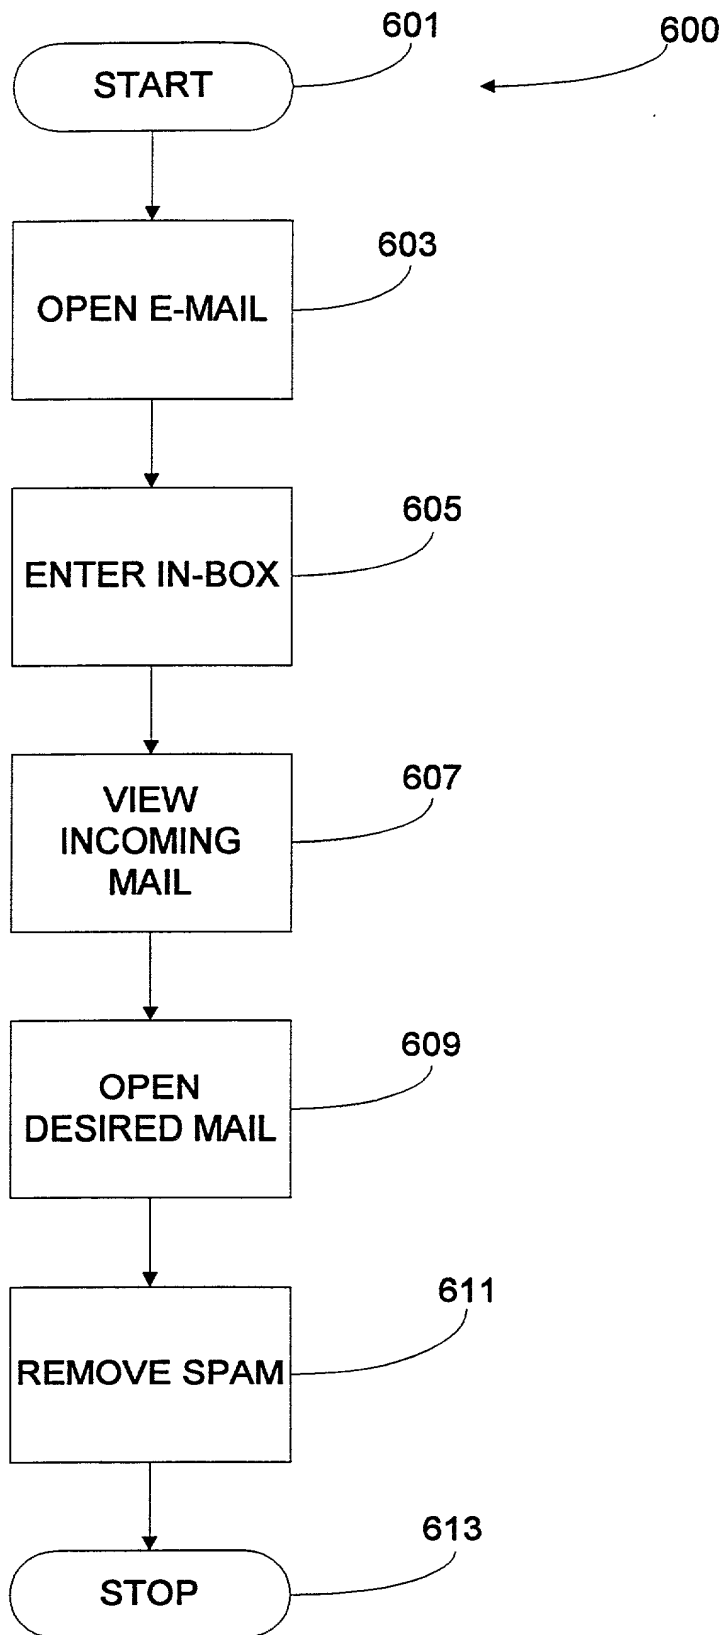 601
600
START
603
OPEN E-MAIL
605
ENTER IN-BOX
607
VIEW
INCOMING
MAIL
609
OPEN
DESIRED MAIL
611
REMOVE SPAM
613
STOP